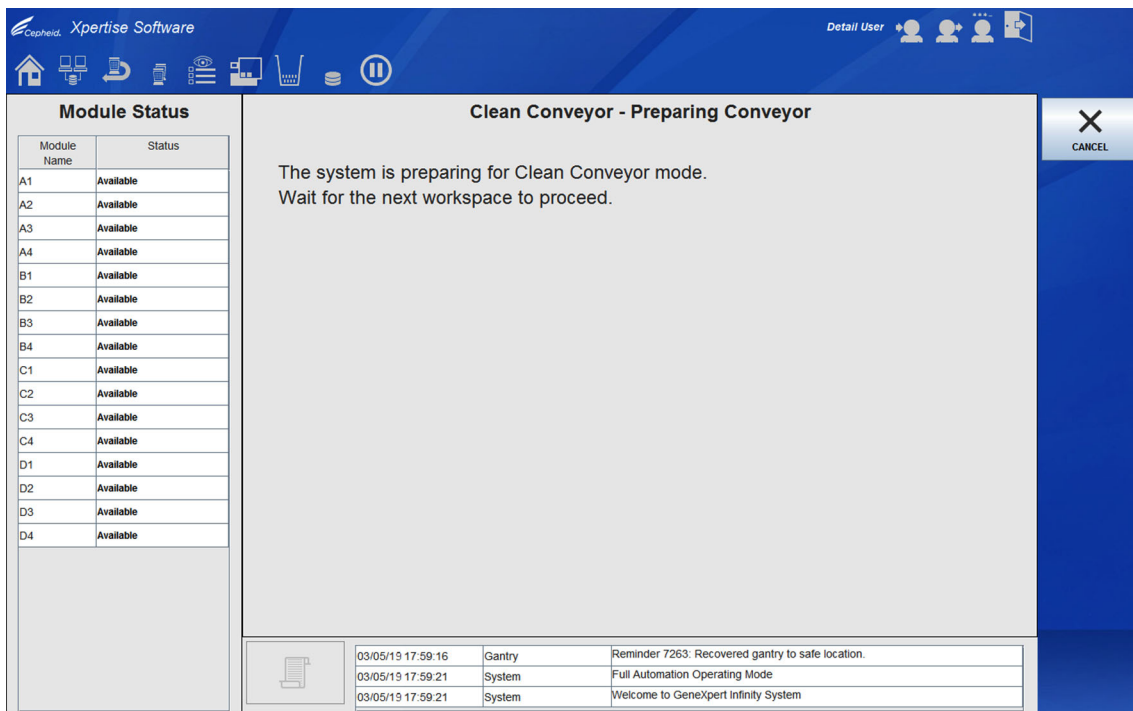 Cepheid. Xpertise Software
Detail User
Module Status
Module Name Status
A1 Available
A2 Available
A3 Available
A4 Available
B1 Available
B2 Available
B3 Available
B4 Available
C1 Available
C2 Available
C3 Available
C4 Available
D1 Available
D2 Available
D3 Available
D4 Available
Clean Conveyor - Preparing Conveyor
The system is preparing for Clean Conveyor mode.
Wait for the next workspace to proceed.
CANCEL
03/05/19 17:59:16 Gantry Reminder 7263: Recovered gantry to safe location.
03/05/19 17:59:21 System Full Automation Operating Mode
03/05/19 17:59:21 System Welcome to GeneXpert Infinity System